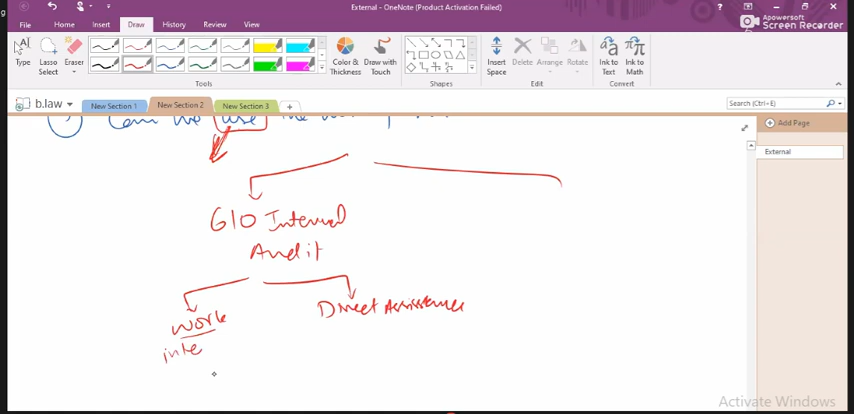 External - OneNote (Product Activation Failed)
Apowersoft
Screen Recorder
File Home Insert Draw History Review View
Type
Lasso
Select
Eraser
Color &
Thickness
Draw with
Touch
Insert
Space
Delete
Arrange
Rotate
Ink to
Text
Ink to
Math
Tools
Shapes
Edit
Convert
b.law
New Section 1
New Section 2
New Section 3
Search (Ctrl+E)
Add Page
External
use the
610 Internal
Audit
Work
Direct Assistance
inte
Activate Windows